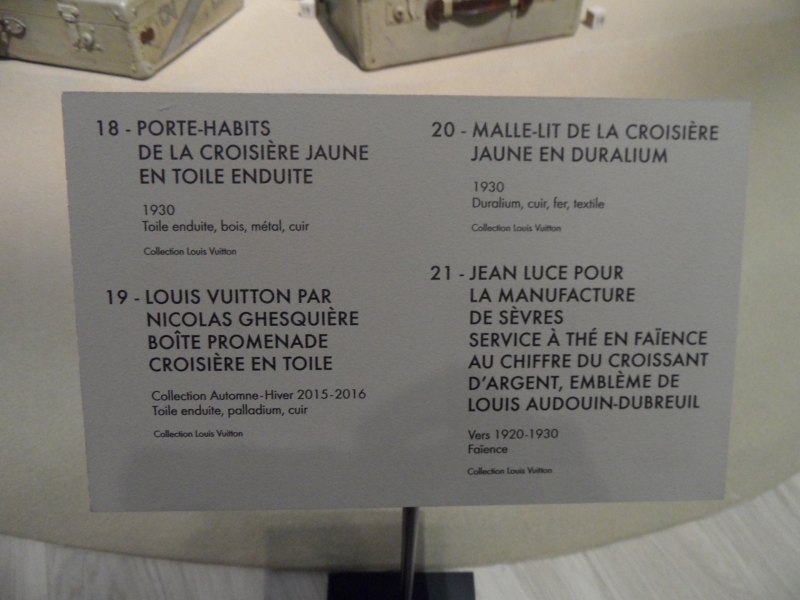 18 - PORTE-HABITS
DE LA CROISIÈRE JAUNE
EN TOILE ENDUITE
1930
Toile enduite, bois, métal, cuir
Collection Louis Vuitton
19 - LOUIS VUITTON PAR
NICOLAS GHESQUIÈRE
BOÎTE PROMENADE
CROISIÈRE EN TOILE
Collection Automne-Hiver 2015-2016
Toile enduite, palladium, cuir
Collection Louis Vuitton
20 - MALLE-LIT DE LA CROISIÈRE
JAUNE EN DURALIUM
1930
Duralium, cuir, fer, textile
Collection Louis Vuitton
21 - JEAN LUCE POUR
LA MANUFACTURE
DE SÈVRES
SERVICE À THÉ EN FAÏENCE
AU CHIFFRE DU CROISSANT
D'ARGENT, EMBLÈME DE
LOUIS AUDOUIN-DUBREUIL
Vers 1920-1930
Faïence
Collection Louis Vuitton